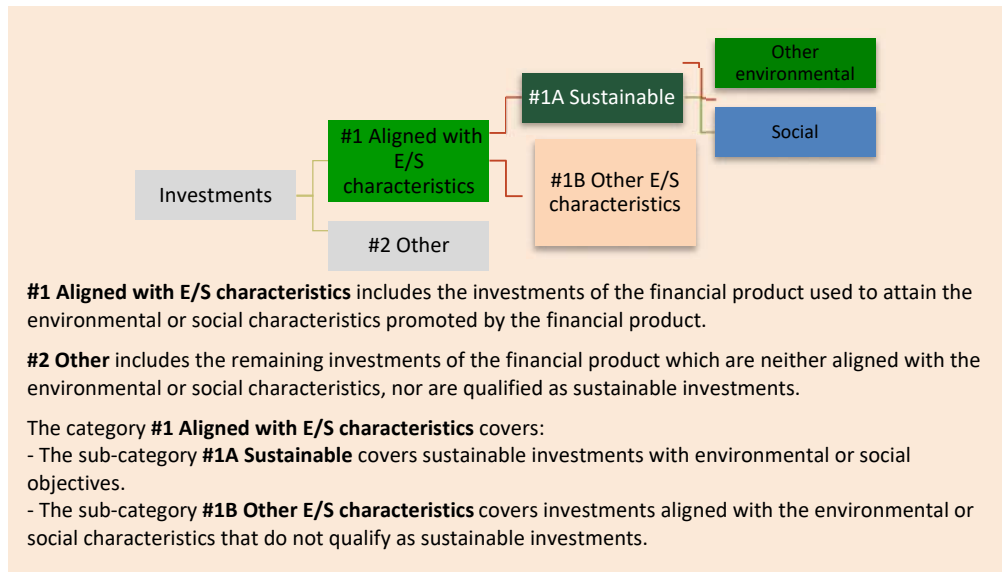 Other
environmental
#1A Sustainable
Social
#1 Aligned with
E/S
characteristics
#1B Other E/S
characteristics
Investments
#2 Other
#1 Aligned with E/S characteristics includes the investments of the financial product used to attain the
environmental or social characteristics promoted by the financial product.
#2 Other includes the remaining investments of the financial product which are neither aligned with the
environmental or social characteristics, nor are qualified as sustainable investments.
The category #1 Aligned with E/S characteristics covers:
- The sub-category #1A Sustainable covers sustainable investments with environmental or social
objectives.
- The sub-category #1B Other E/S characteristics covers investments aligned with the environmental or
social characteristics that do not qualify as sustainable investments.